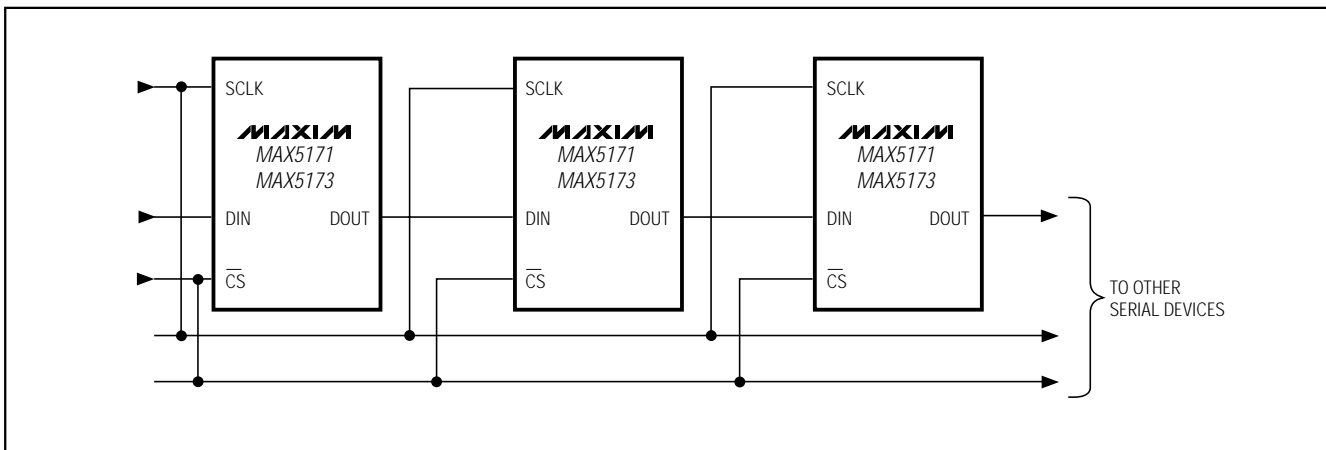 SCLK
MAXIM
MAX5171
MAX5173
DIN DOUT
CS
SCLK
MAXIM
MAX5171
MAX5173
DIN DOUT
CS
SCLK
MAXIM
MAX5171
MAX5173
DIN DOUT
CS
TO OTHER
SERIAL DEVICES